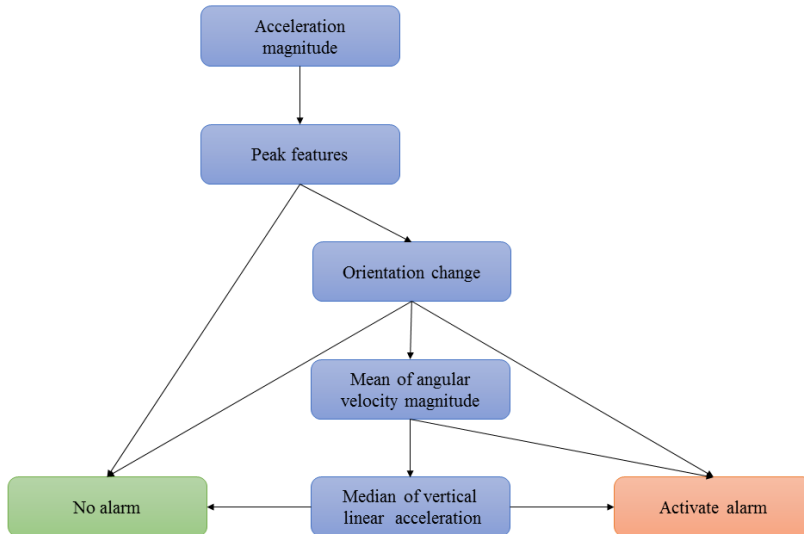 Acceleration
magnitude
Peak features
Orientation change
Mean of angular
velocity magnitude
No alarm
Median of vertical
linear acceleration
Activate alarm